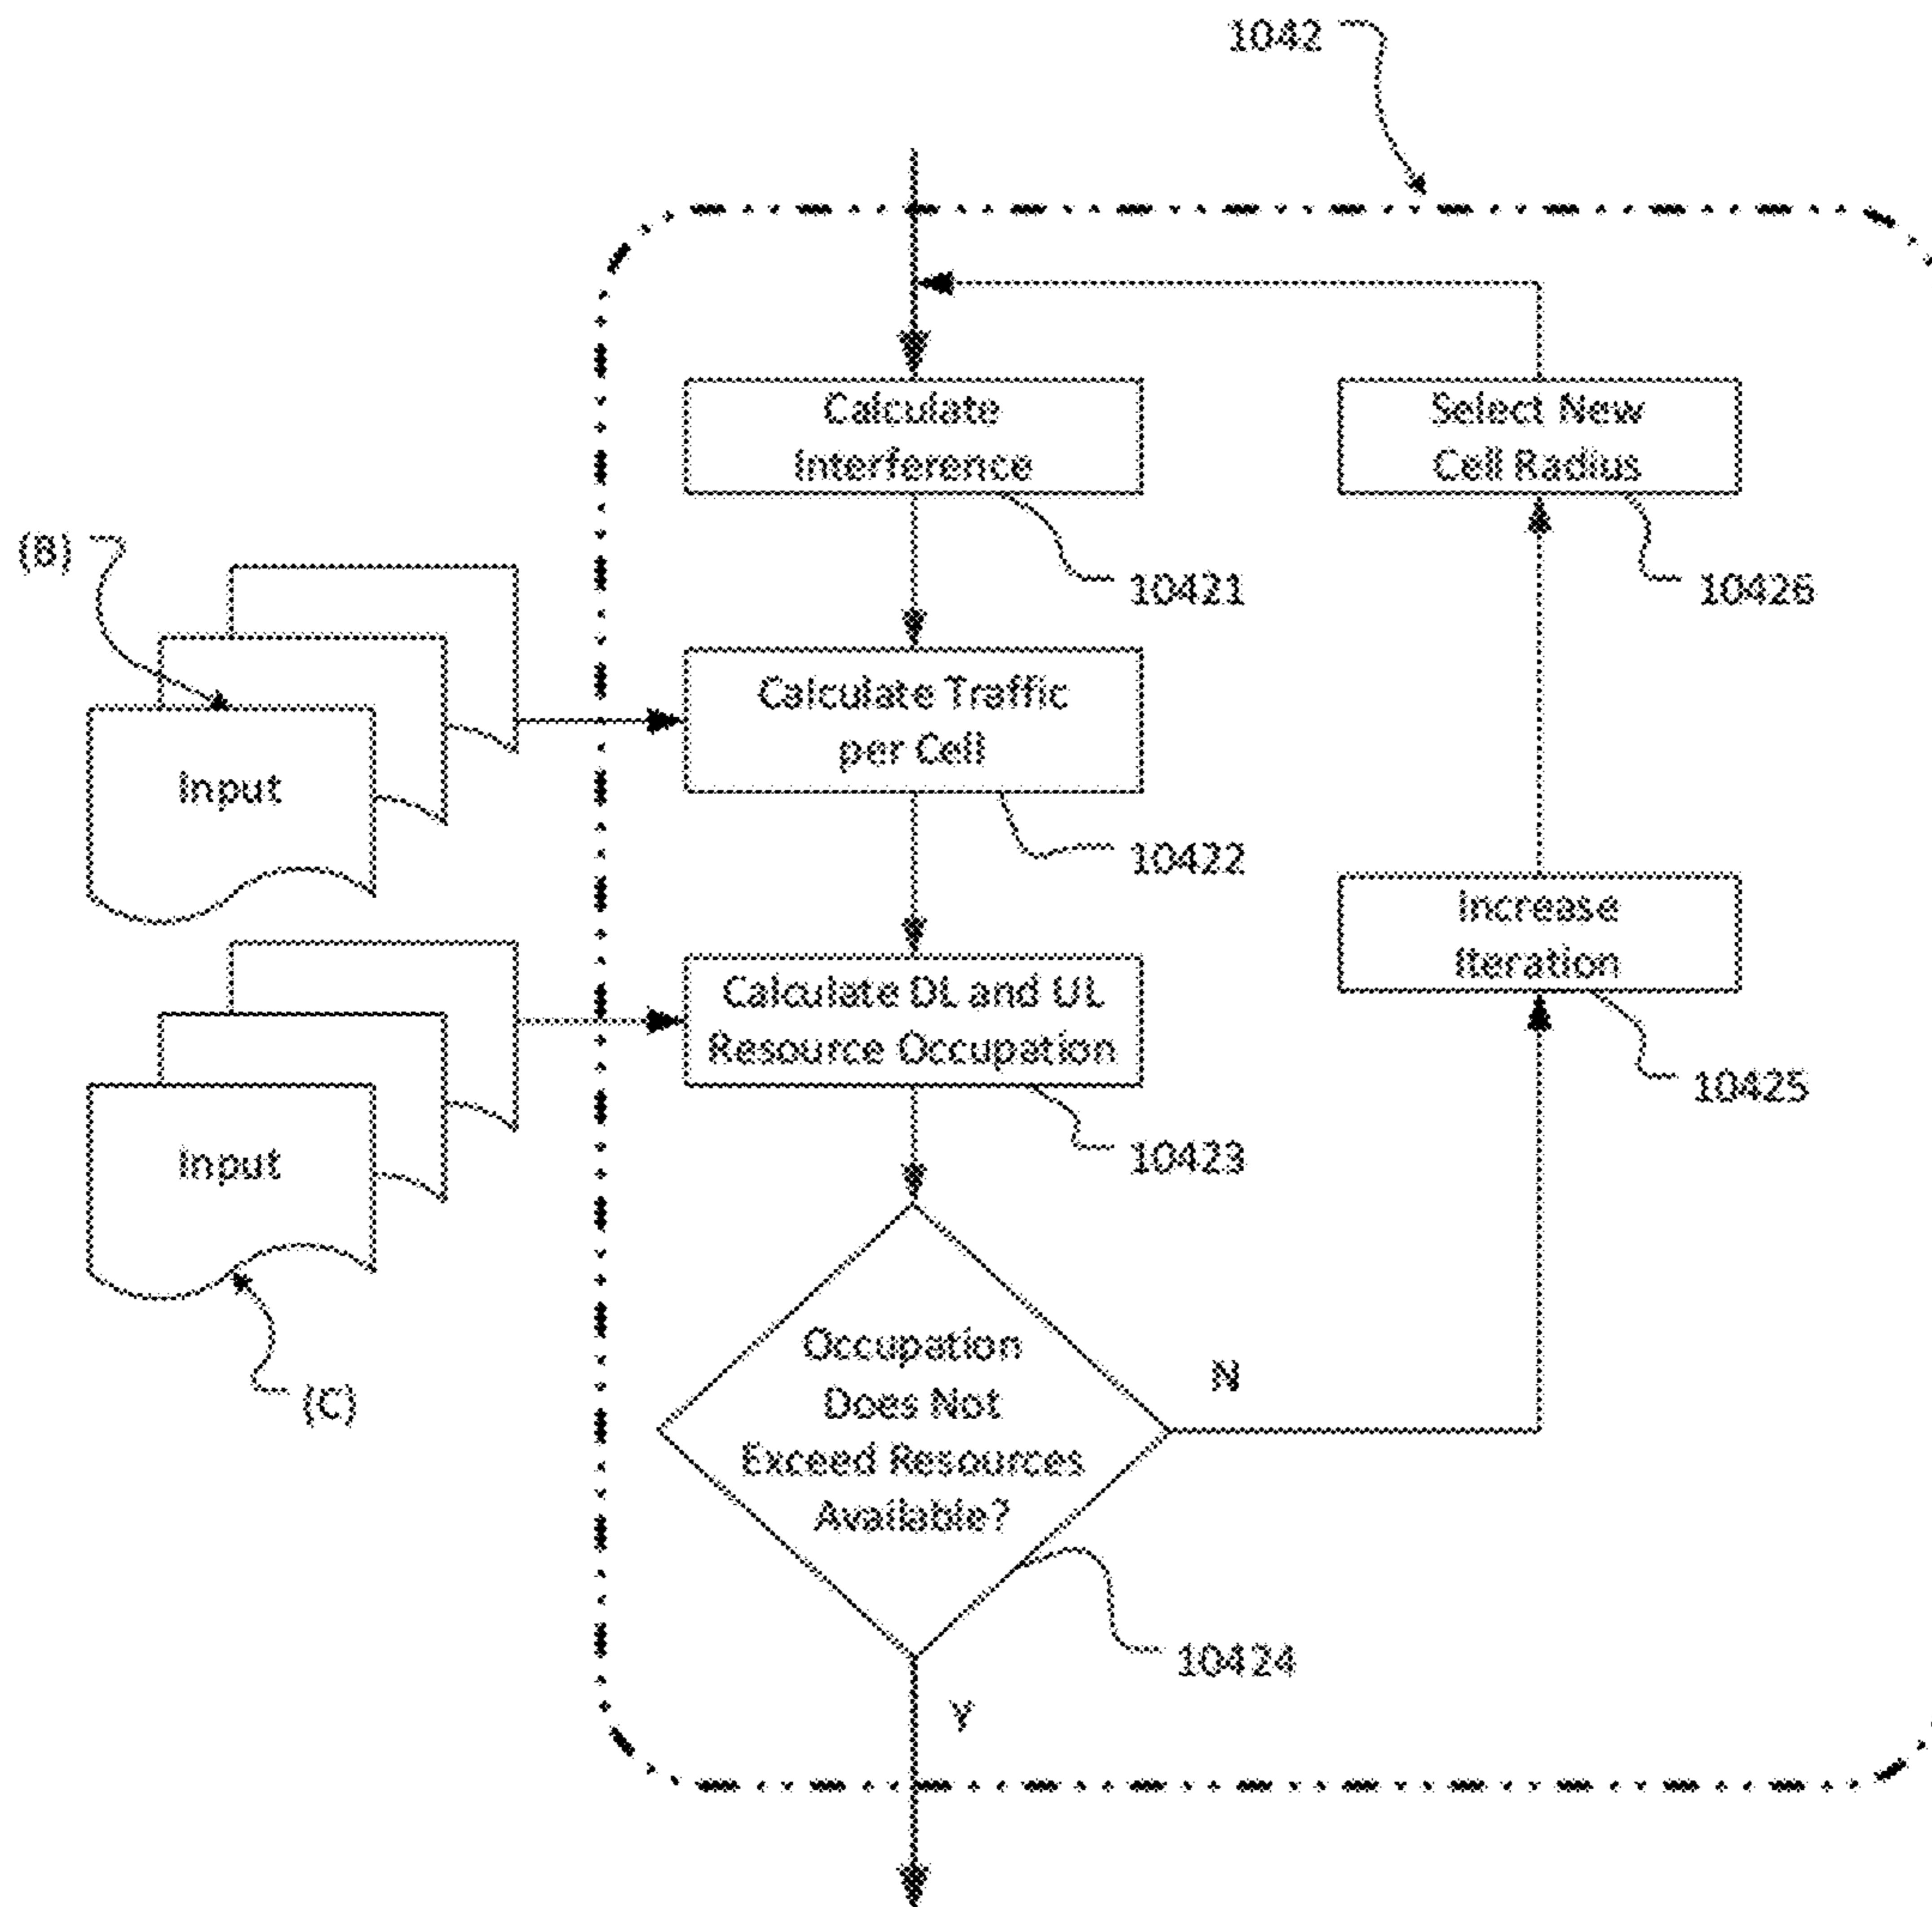 1042
Calculate
Interference
10421
Select New
Cell Radius
10426
(B)
Input
Calculate Traffic
per Cell
10422
Increase
Iteration
10425
Calculate DL and UL
Resource Occupation
10423
Input
(C)
Occupation
Does Not
Exceed Resources
Available?
N
10424
Y